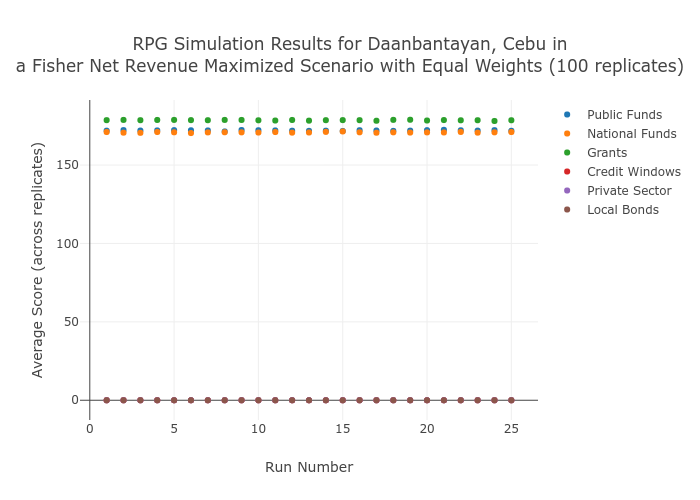 RPG Simulation Results for Daanbantayan, Cebu in
a Fisher Net Revenue Maximized Scenario with Equal Weights (100 replicates)
Public Funds
National Funds
Grants
Credit Windows
Private Sector
Local Bonds
Average Score (across replicates)
150
100
50
0
0 5 10 15 20 25
Run Number